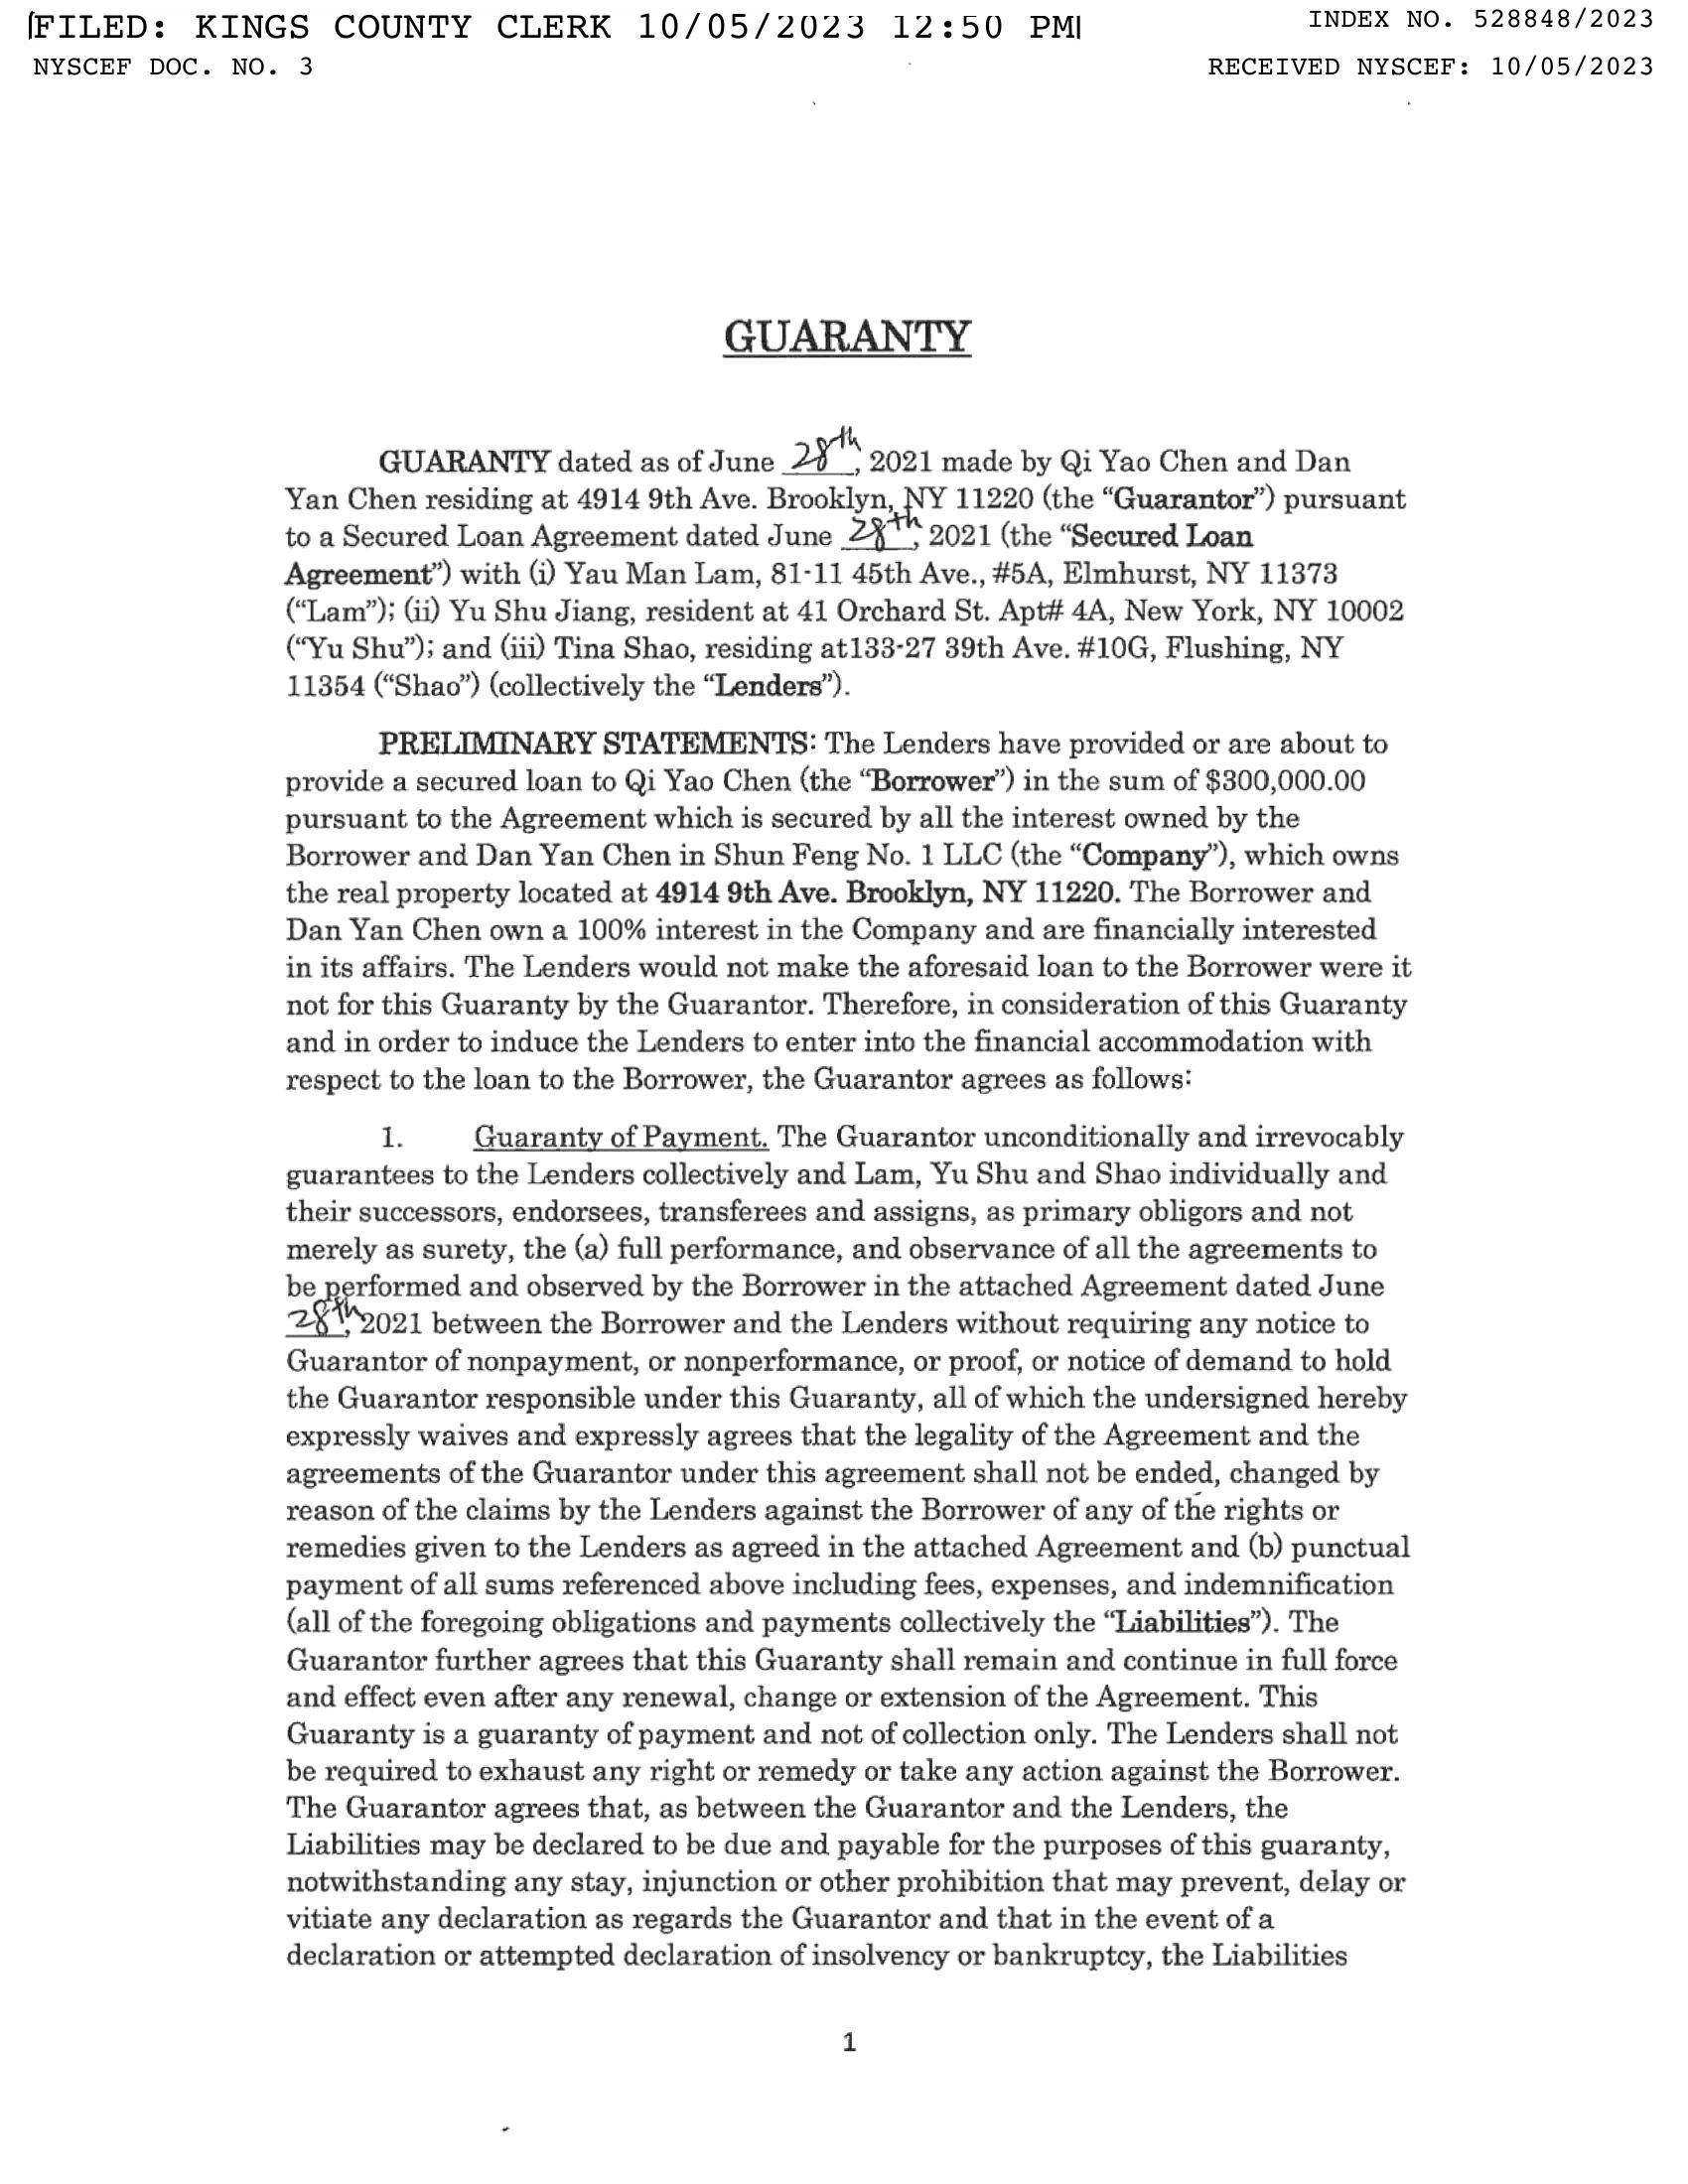 FILED: KINGS COUNTY CLERK 10/05/2023 12:50 PM
INDEX NO. 528848/2023
NYSCEF DOC. NO. 3
RECEIVED NYSCEF: 10/05/2023
GUARANTY
GUARANTY dated as of June 28th, 2021 made by Qi Yao Chen and Dan
Yan Chen residing at 4914 9th Ave. Brooklyn, NY 11220 (the “Guarantor”) pursuant
to a Secured Loan Agreement dated June 28th, 2021 (the “Secured Loan
Agreement”) with (i) Yau Man Lam, 81-11 45th Ave., #5A, Elmhurst, NY 11373
(“Lam”); (ii) Yu Shu Jiang, resident at 41 Orchard St. Apt# 4A, New York, NY 10002
(“Yu Shu”); and (iii) Tina Shao, residing at133-27 39th Ave. #10G, Flushing, NY
11354 (“Shao”) (collectively the “Lenders”).
PRELIMINARY STATEMENTS: The Lenders have provided or are about to
provide a secured loan to Qi Yao Chen (the “Borrower”) in the sum of $300,000.00
pursuant to the Agreement which is secured by all the interest owned by the
Borrower and Dan Yan Chen in Shun Feng No. 1 LLC (the “Company”), which owns
the real property located at 4914 9th Ave. Brooklyn, NY 11220. The Borrower and
Dan Yan Chen own a 100% interest in the Company and are financially interested
in its affairs. The Lenders would not make the aforesaid loan to the Borrower were it
not for this Guaranty by the Guarantor. Therefore, in consideration of this Guaranty
and in order to induce the Lenders to enter into the financial accommodation with
respect to the loan to the Borrower, the Guarantor agrees as follows:
1. Guaranty of Payment. The Guarantor unconditionally and irrevocably
guarantees to the Lenders collectively and Lam, Yu Shu and Shao individually and
their successors, endorsees, transferees and assigns, as primary obligors and not
merely as surety, the (a) full performance, and observance of all the agreements to
be performed and observed by the Borrower in the attached Agreement dated June
28th, 2021 between the Borrower and the Lenders without requiring any notice to
Guarantor of nonpayment, or nonperformance, or proof, or notice of demand to hold
the Guarantor responsible under this Guaranty, all of which the undersigned hereby
expressly waives and expressly agrees that the legality of the Agreement and the
agreements of the Guarantor under this agreement shall not be ended, changed by
reason of the claims by the Lenders against the Borrower of any of the rights or
remedies given to the Lenders as agreed in the attached Agreement and (b) punctual
payment of all sums referenced above including fees, expenses, and indemnification
(all of the foregoing obligations and payments collectively the “Liabilities”). The
Guarantor further agrees that this Guaranty shall remain and continue in full force
and effect even after any renewal, change or extension of the Agreement. This
Guaranty is a guaranty of payment and not of collection only. The Lenders shall not
be required to exhaust any right or remedy or take any action against the Borrower.
The Guarantor agrees that, as between the Guarantor and the Lenders, the
Liabilities may be declared to be due and payable for the purposes of this guaranty,
notwithstanding any stay, injunction or other prohibition that may prevent, delay or
vitiate any declaration as regards the Guarantor and that in the event of a
declaration or attempted declaration of insolvency or bankruptcy, the Liabilities
1